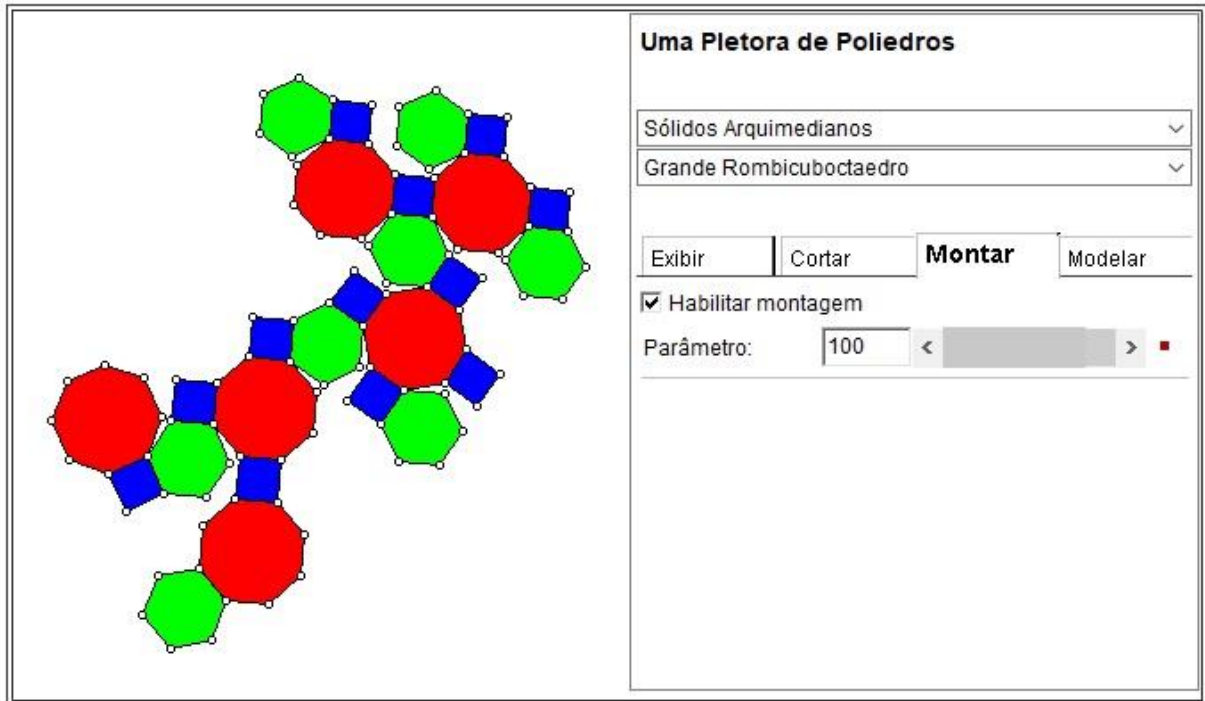 Uma Pletora de Poliedros
Sólidos Arquimedianos
Grande Rombicuboctaedro
Exibir Cortar Montar Modelar
Habilitar montagem
Parâmetro: 100